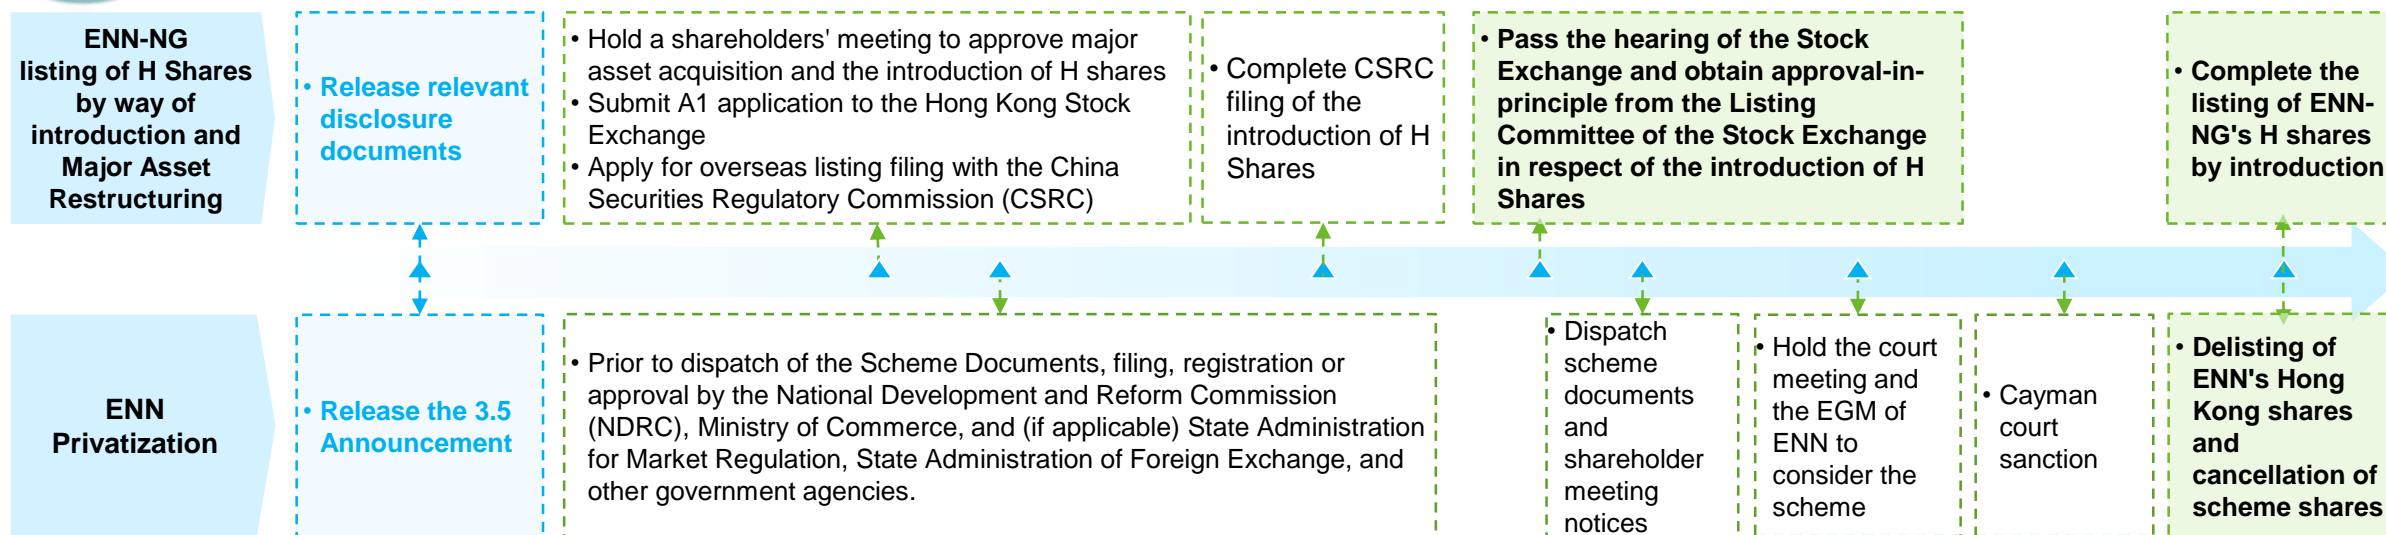 ENN-NG
listing of H Shares
by way of
introduction and
Major Asset
Restructuring
• Release relevant
disclosure
documents
• Hold a shareholders' meeting to approve major
asset acquisition and the introduction of H shares
• Submit A1 application to the Hong Kong Stock
Exchange
• Apply for overseas listing filing with the China
Securities Regulatory Commission (CSRC)
• Complete CSRC
filing of the
introduction of H
Shares
• Pass the hearing of the Stock
Exchange and obtain approval-in-
principle from the Listing
Committee of the Stock Exchange
in respect of the introduction of H
Shares
• Complete the
listing of ENN-
NG's H shares
by introduction
ENN
Privatization
• Release the 3.5
Announcement
• Prior to dispatch of the Scheme Documents, filing, registration or
approval by the National Development and Reform Commission
(NDRC), Ministry of Commerce, and (if applicable) State Administration
for Market Regulation, State Administration of Foreign Exchange, and
other government agencies.
• Dispatch
scheme
documents
and
shareholder
meeting
notices
• Hold the court
meeting and
the EGM of
ENN to
consider the
scheme
• Cayman
court
sanction
• Delisting of
ENN's Hong
Kong shares
and
cancellation of
scheme shares